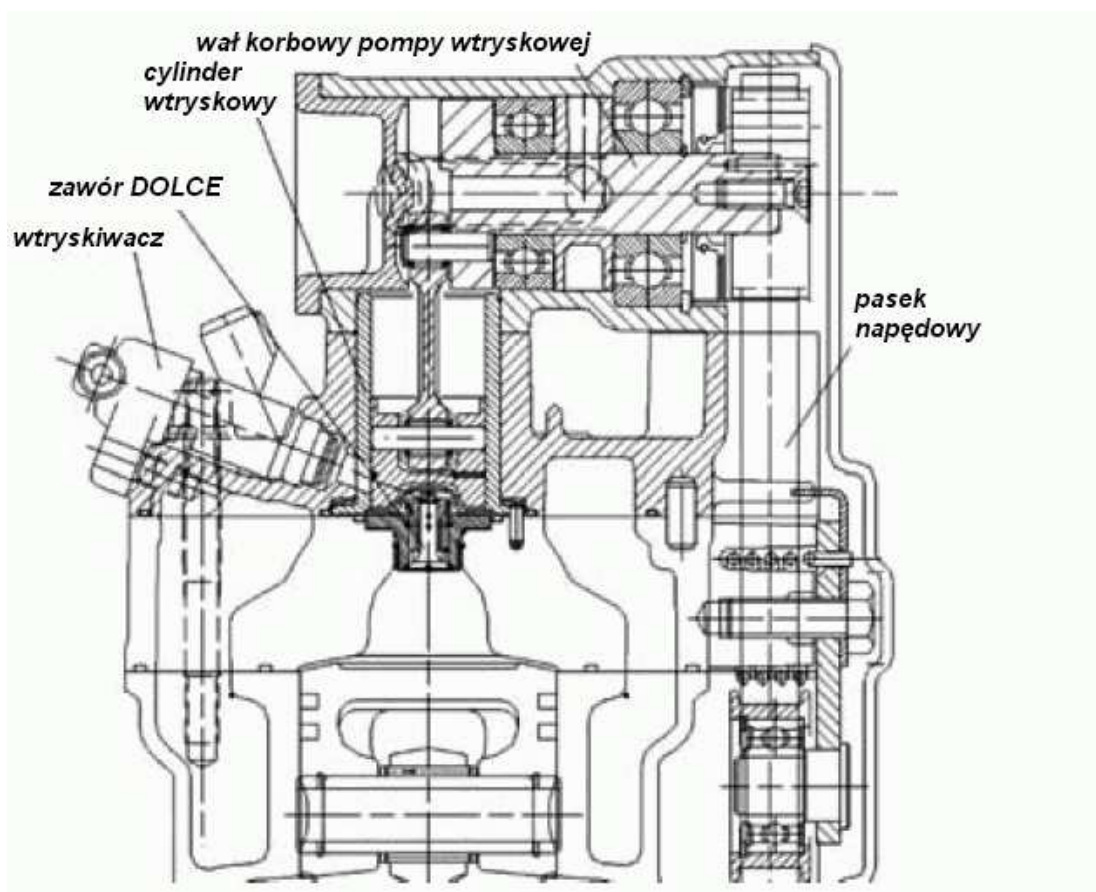 wał korbowy pompy wtryskowej
cylinder
wtryskowy
zawór DOLCE
wtryskiwacz
pasek
napędowy